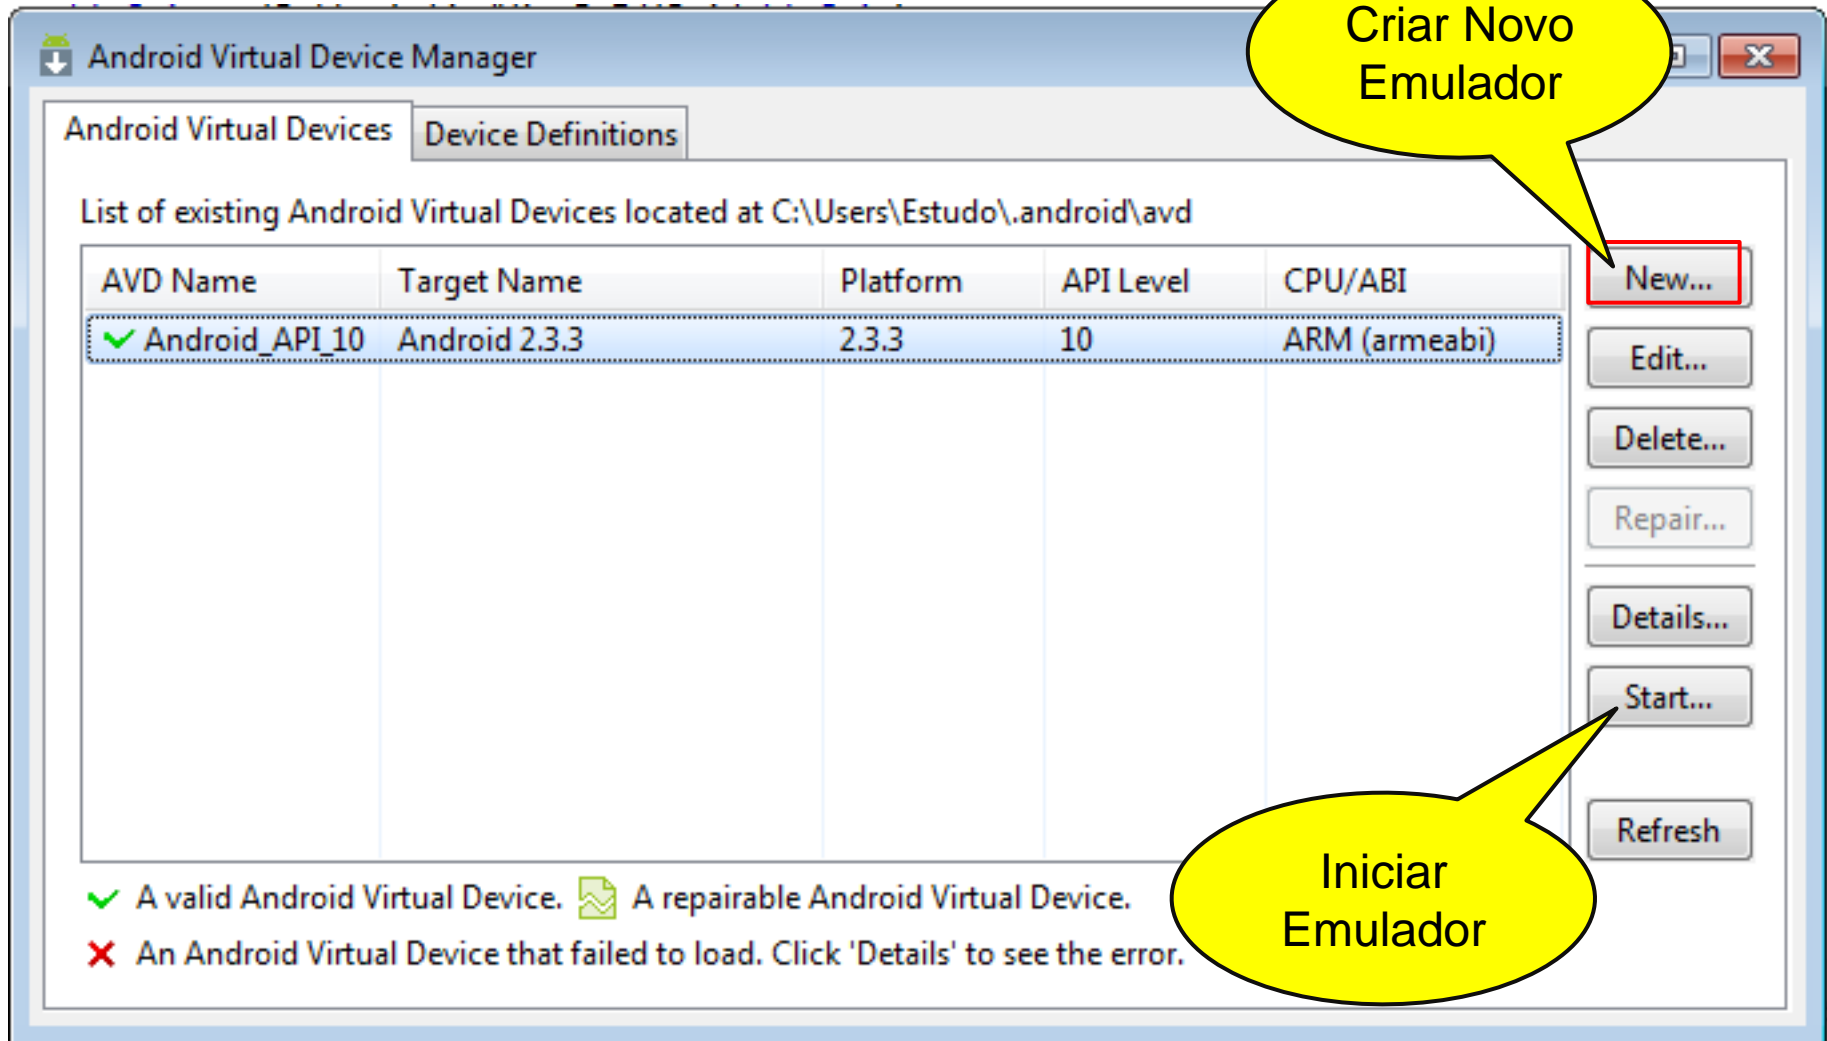 Criar Novo
Emulador
Android Virtual Device Manager
Android Virtual Devices
Device Definitions
List of existing Android Virtual Devices located at C:\Users\Estudo\.android\avd
AVD Name Target Name Platform API Level CPU/ABI
Android_API_10 Android 2.3.3 2.3.3 10 ARM (armeabi)
New...
Edit...
Delete...
Repair...
Details...
Start...
Refresh
Iniciar
Emulador
A valid Android Virtual Device. A repairable Android Virtual Device.
An Android Virtual Device that failed to load. Click 'Details' to see the error.